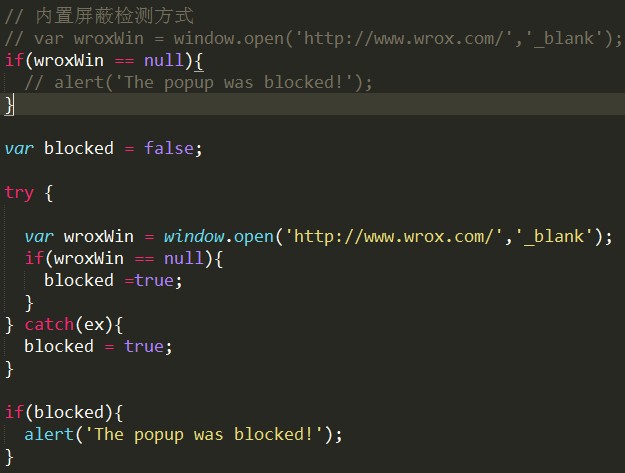 // 内置屏蔽检测方式
// var wroxWin = window.open('http://www.wrox.com/','_blank');
if(wroxWin == null){
  // alert('The popup was blocked!');
}
var blocked = false;
try {
  var wroxWin = window.open('http://www.wrox.com/','_blank');
  if(wroxWin == null){
    blocked =true;
  }
} catch(ex){
  blocked = true;
}
if(blocked){
  alert('The popup was blocked!');
}